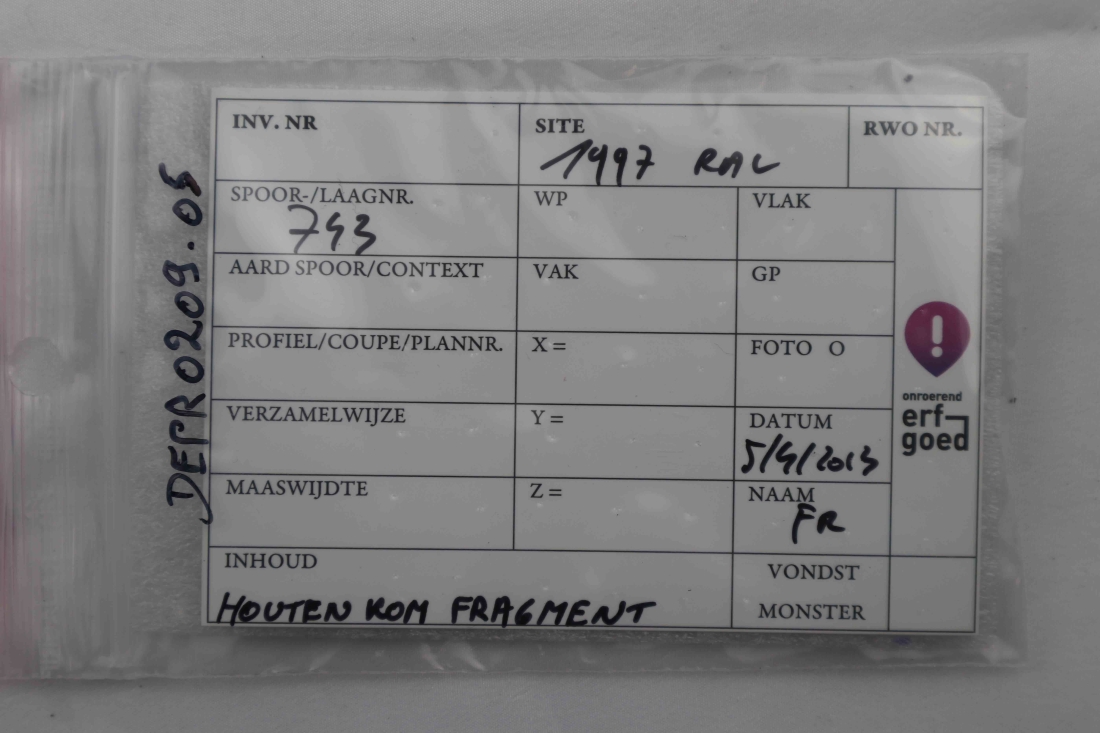 DEPR0209.05
INV. NR
SITE
1997 RAL
RWO NR.
SPOOR-/LAAGNR.
743
WP
VLAK
AARD SPOOR/CONTEXT
VAK
GP
PROFIEL/COUPE/PLANNR.
X =
FOTO O
VERZAMELWIJZE
Y =
DATUM
5/4/2013
MAASWIJDTE
Z =
NAAM
FR
INHOUD
HOUTEN KOM FRAGMENT
VONDST
MONSTER
onroerend
erf
goed